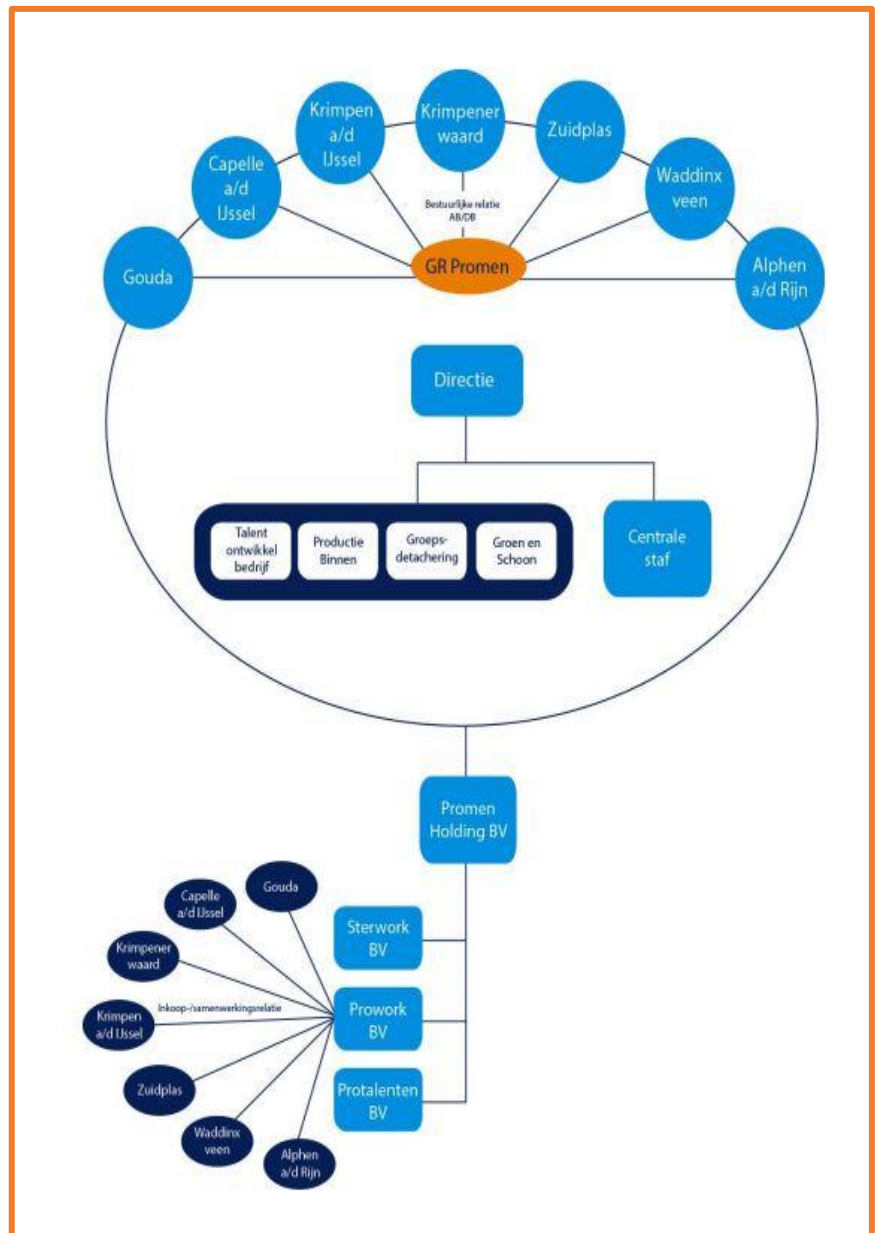 Krimpen
a/d
IJssel
Krimpener
waard
Zuidplas
Capelle
a/d
IJssel
Waddinx
veen
Bestuurlijke relatie
AB/DB
Gouda
GR Promen
Alphen
a/d Rijn
Directie
Talent
ontwikkel
bedrijf
Productie
Binnen
Groeps-
detachering
Groen en
Schoon
Centrale
staf
Promen
Holding BV
Gouda
Capelle
a/d IJssel
Krimpener
waard
Inkoop-/samenwerkingsrelatie
Krimpen
a/d IJssel
Zuidplas
Waddinx
veen
Alphen
a/d Rijn
Sterwork
BV
Prowork
BV
Protalenten
BV